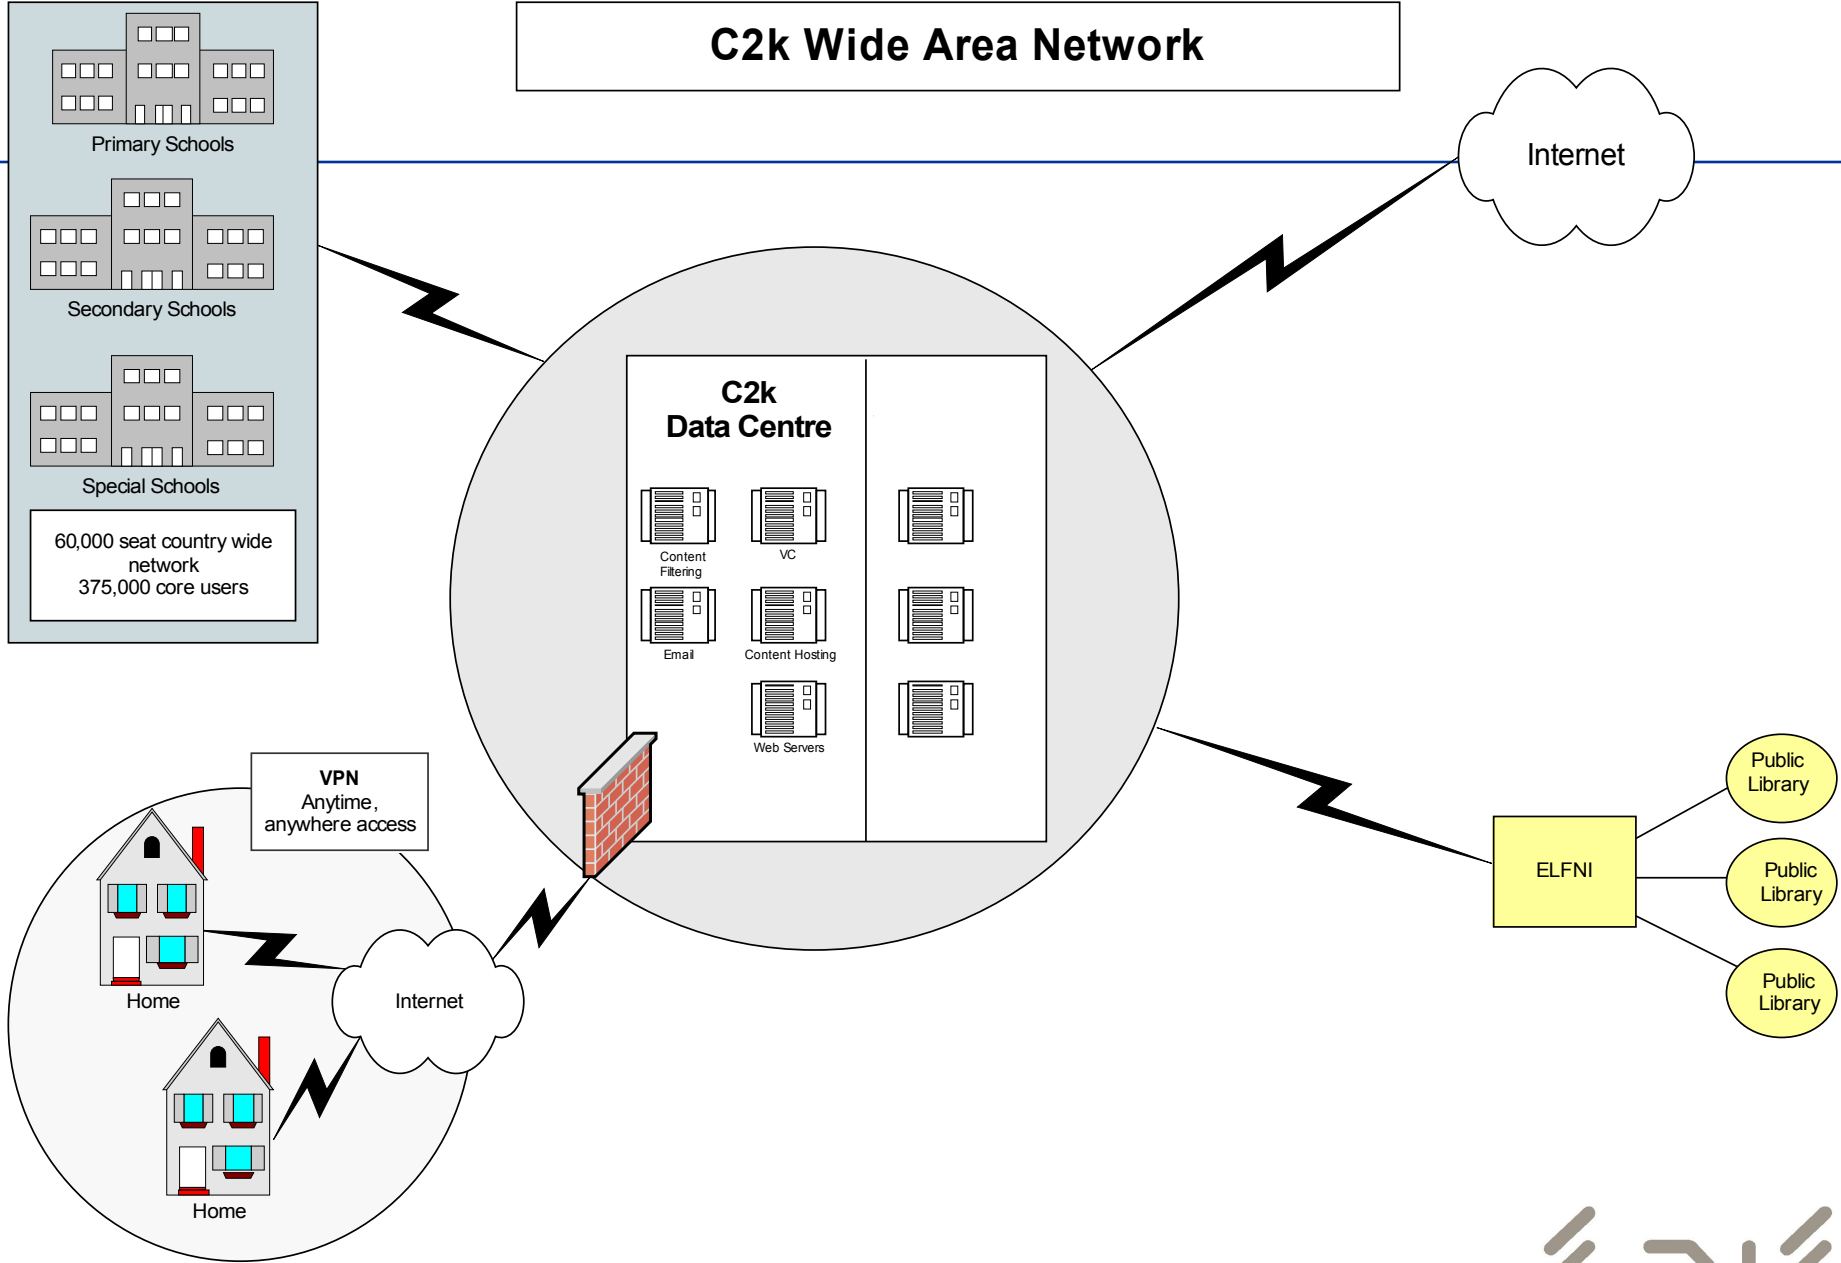 C2k Wide Area Network
Primary Schools
Secondary Schools
Special Schools
60,000 seat country wide
network
375,000 core users
Internet
C2k
Data Centre
Content
Filtering
VC
Email
Content Hosting
Web Servers
VPN
Anytime,
anywhere access
Home
Internet
Home
ELFNI
Public
Library
Public
Library
Public
Library